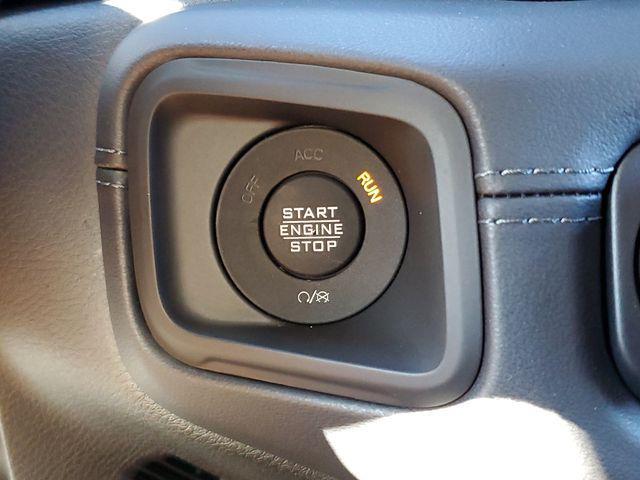 OFF
ACC
RUN
START
ENGINE
STOP